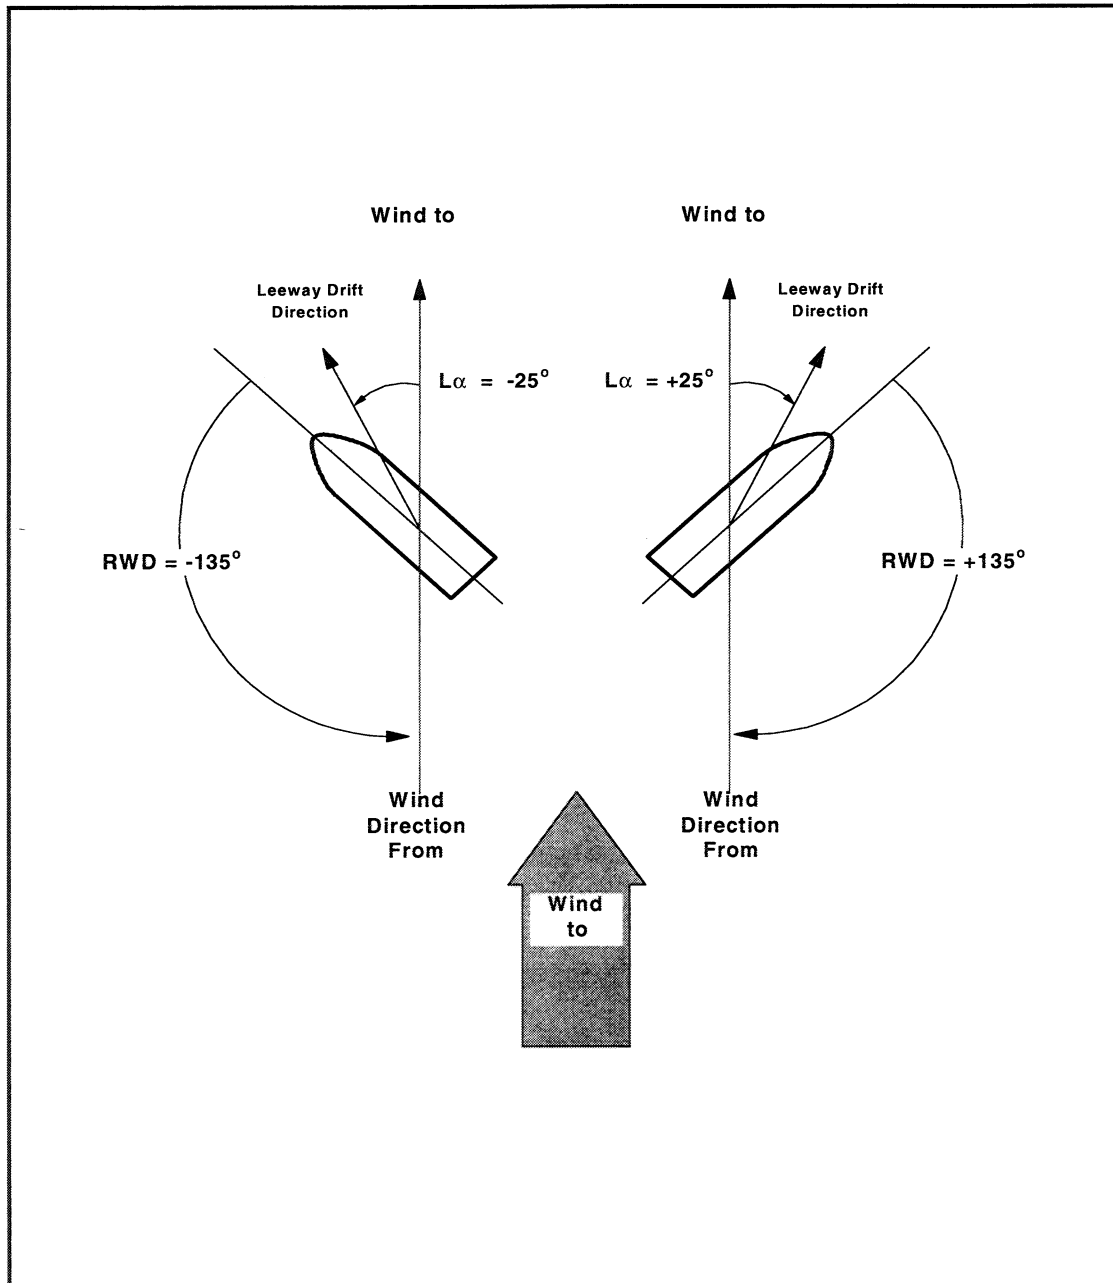 Wind to
Wind to
Leeway Drift
Direction
Leeway Drift
Direction
Lα = -25°
Lα = +25°
RWD = -135°
RWD = +135°
Wind
Direction
From
Wind
Direction
From
Wind
to